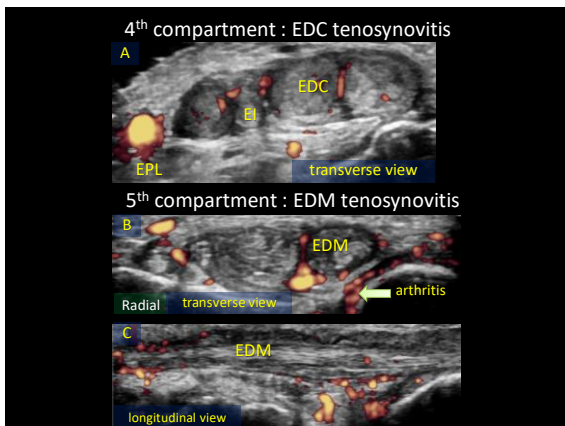 4th compartment : EDC tenosynovitis
A
EDC
EI
EPL
transverse view
5th compartment : EDM tenosynovitis
B
EDM
arthritis
Radial
transverse view
C
EDM
longitudinal view